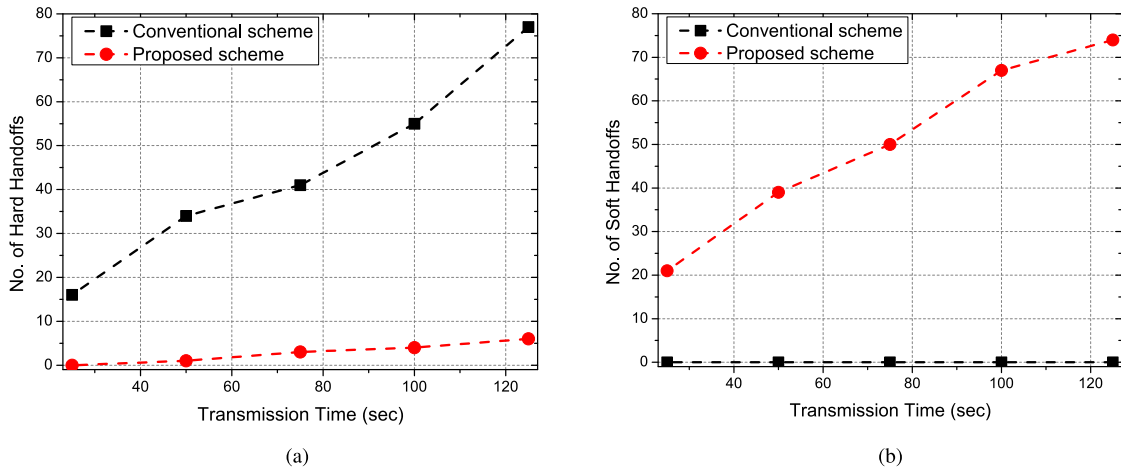 80
70
60
50
40
30
20
10
0
No. of Hard Handoffs
Conventional scheme
Proposed scheme
40
60
80
100
120
Transmission Time (sec)
(a)
80
70
60
50
40
30
20
10
0
No. of Soft Handoffs
Conventional scheme
Proposed scheme
40
60
80
100
120
Transmission Time (sec)
(b)